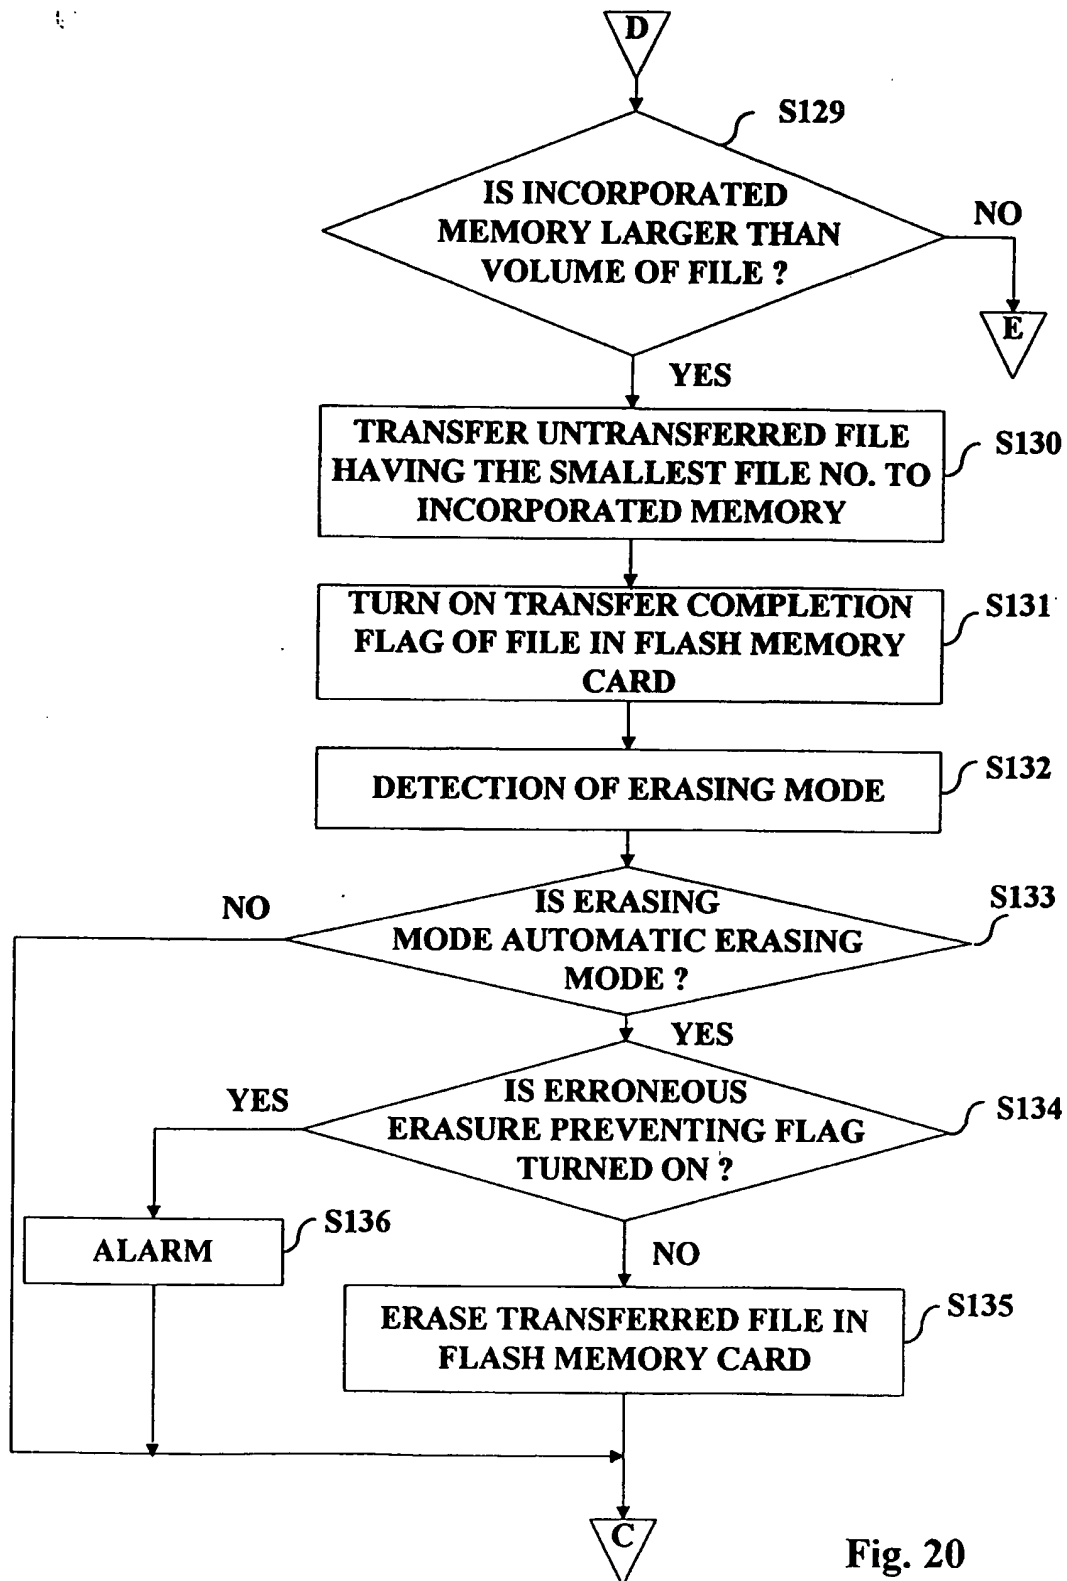 D
S129
IS INCORPORATED
MEMORY LARGER THAN
VOLUME OF FILE ?
NO
E
YES
TRANSFER UNTRANSFERRED FILE
HAVING THE SMALLEST FILE NO. TO
INCORPORATED MEMORY
S130
TURN ON TRANSFER COMPLETION
FLAG OF FILE IN FLASH MEMORY
CARD
S131
DETECTION OF ERASING MODE
S132
NO
IS ERASING
MODE AUTOMATIC ERASING
MODE ?
S133
YES
YES
IS ERRONEOUS
ERASURE PREVENTING FLAG
TURNED ON ?
S134
ALARM
S136
NO
ERASE TRANSFERRED FILE IN
FLASH MEMORY CARD
S135
C
Fig. 20